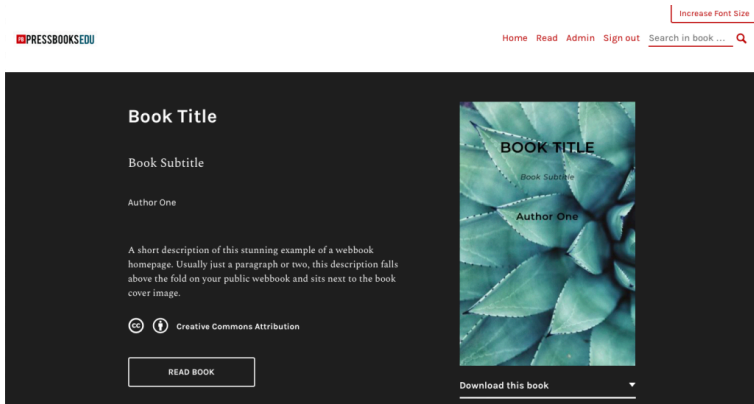 Increase Font Size
PB PRESSBOOKSEDU
Home Read Admin Sign out Search in book ...
Book Title
Book Subtitle
Author One
A short description of this stunning example of a webbook
homepage. Usually just a paragraph or two, this description falls
above the fold on your public webbook and sits next to the book
cover image.
cc Creative Commons Attribution
READ BOOK
BOOK TITLE
Book Subtitle
Author One
Download this book